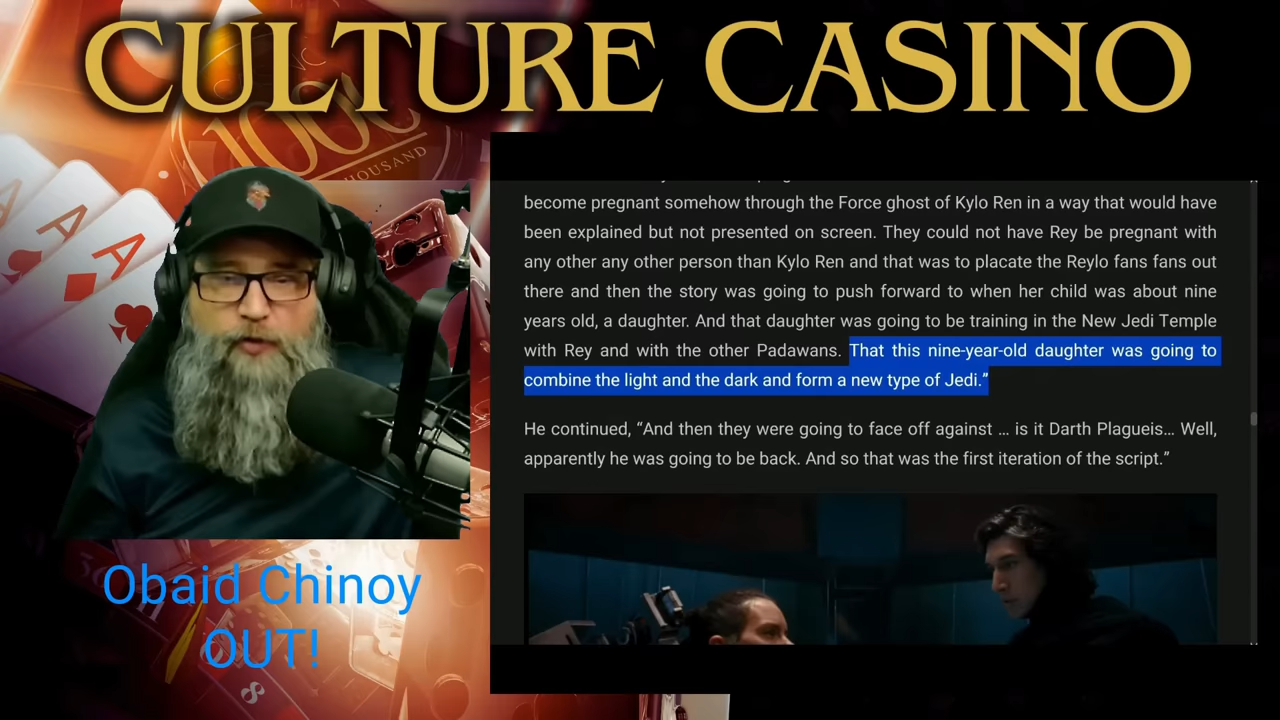 CULTURE CASINO
1000
THOUSAND
A
A
A
become pregnant somehow through the Force ghost of Kylo Ren in a way that would have
been explained but not presented on screen. They could not have Rey be pregnant with
any other any other person than Kylo Ren and that was to placate the Reylo fans fans out
there and then the story was going to push forward to when her child was about nine
years old, a daughter. And that daughter was going to be training in the New Jedi Temple
with Rey and with the other Padawans. That this nine-year-old daughter was going to
combine the light and the dark and form a new type of Jedi.”
He continued, “And then they were going to face off against … is it Darth Plagueis… Well,
apparently he was going to be back. And so that was the first iteration of the script.”
Obaid Chinoy
OUT!
8